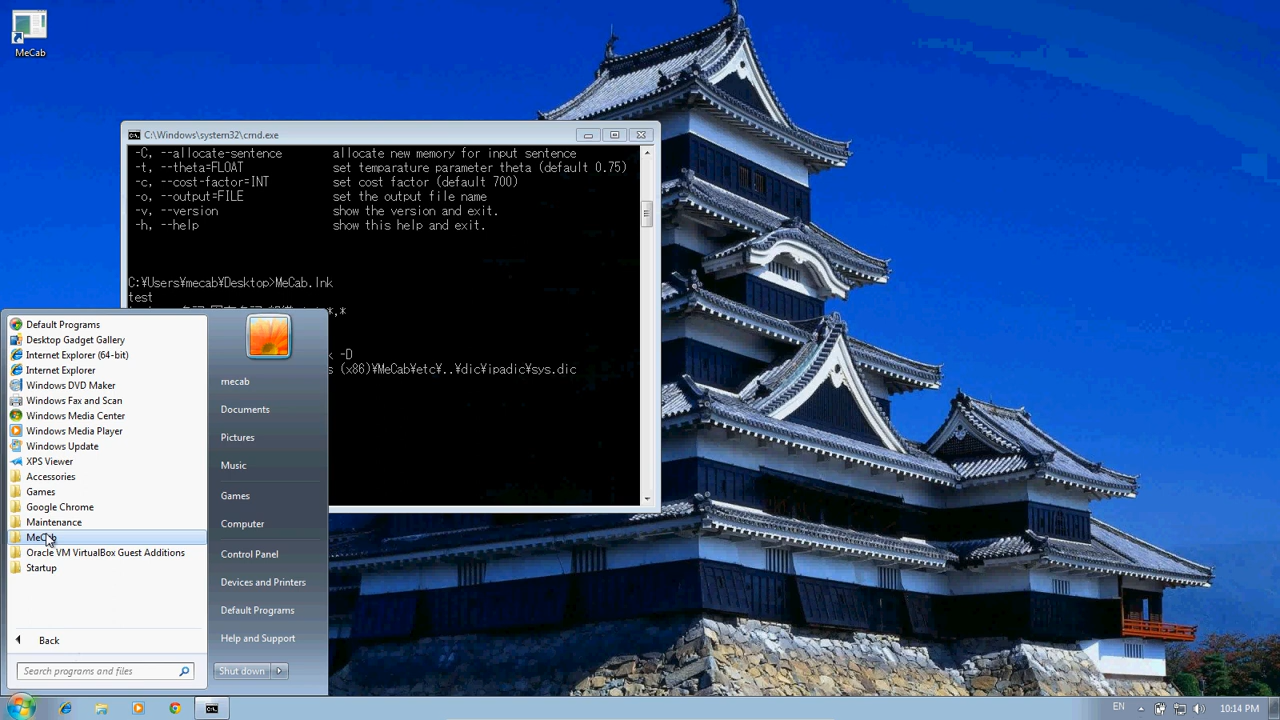 MeCab
C:\Windows\system32\cmd.exe
-C, --allocate-sentence allocate new memory for input sentence
-t, --theta=FLOAT set temparature parameter theta (default 0.75)
-c, --cost-factor=INT set cost factor (default 700)
-o, --output=FILE set the output file name
-v, --version show the version and exit.
-h, --help show this help and exit.
C:¥Users¥mecab¥Desktop>MeCab.lnk
test
*,*
k -D
s (x86)¥MeCab¥etc¥..¥dic¥ipadic¥sys.dic
Default Programs
Desktop Gadget Gallery
Internet Explorer (64-bit)
Internet Explorer
Windows DVD Maker
Windows Fax and Scan
Windows Media Center
Windows Media Player
Windows Update
XPS Viewer
Accessories
Games
Google Chrome
Maintenance
MeCab
Oracle VM VirtualBox Guest Additions
Startup
Back
Search programs and files
mecab
Documents
Pictures
Music
Games
Computer
Control Panel
Devices and Printers
Default Programs
Help and Support
Shut down
EN
10:14 PM